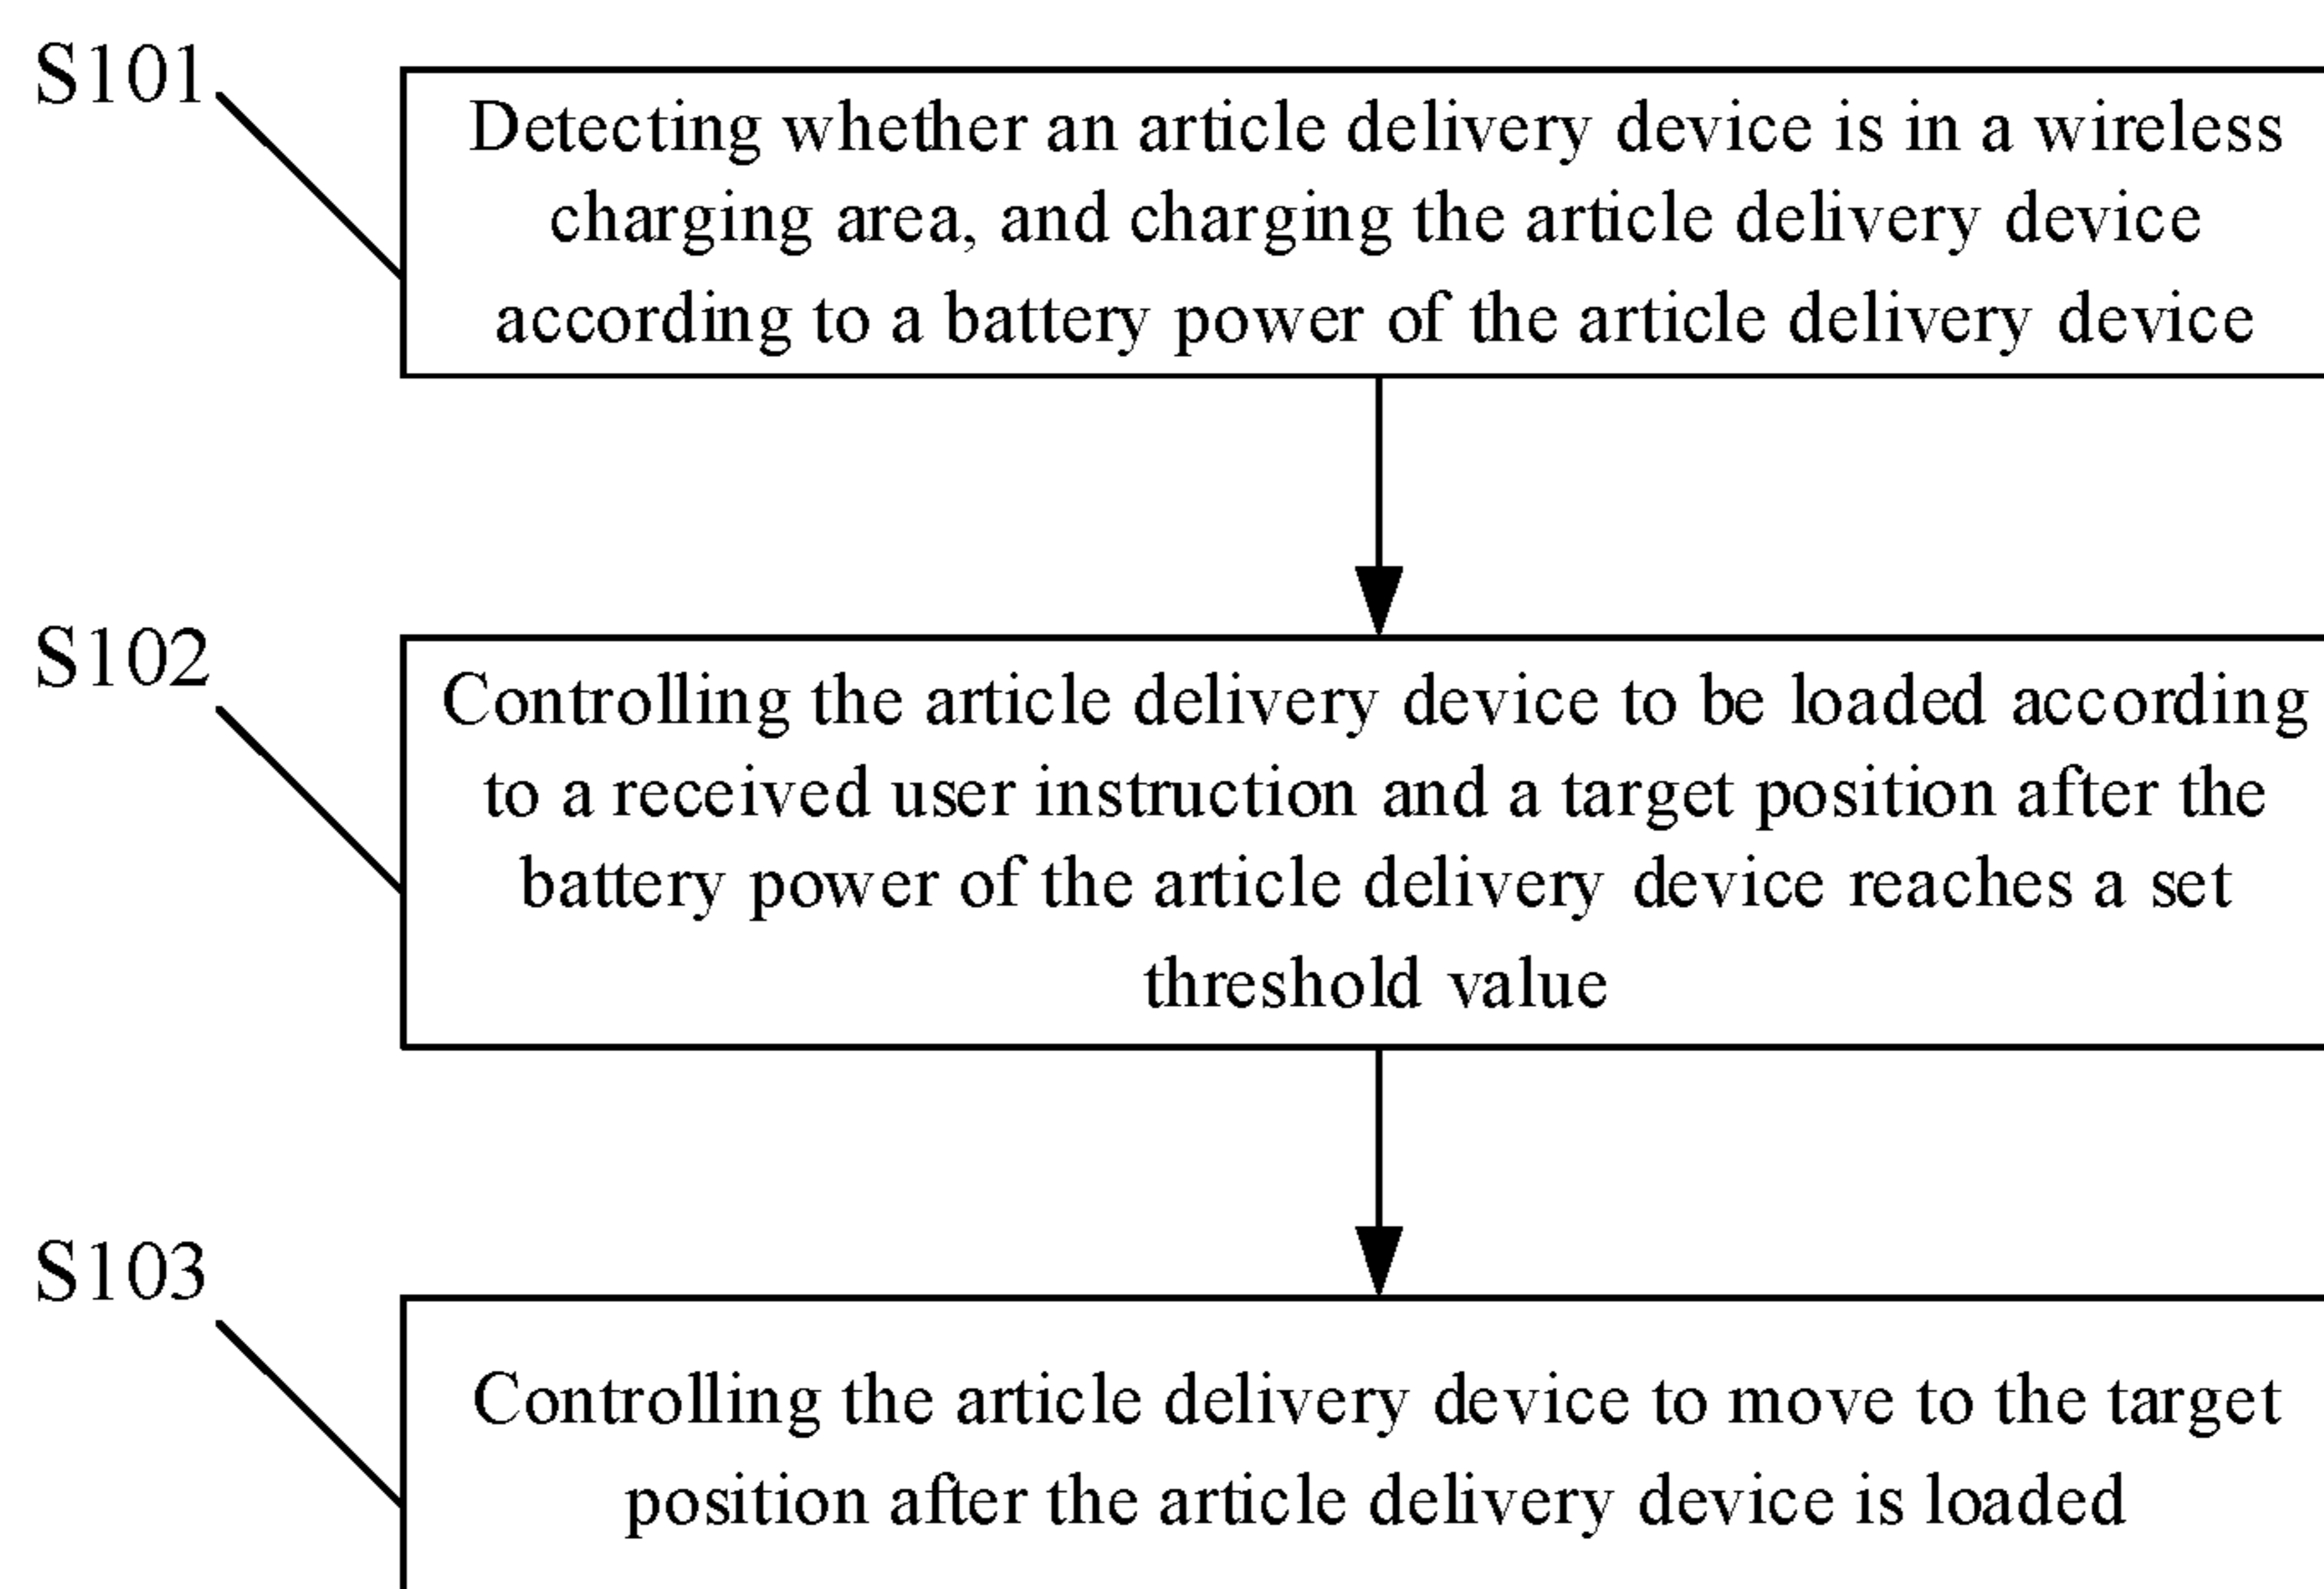 S101
Detecting whether an article delivery device is in a wireless
charging area, and charging the article delivery device
according to a battery power of the article delivery device
S102
Controlling the article delivery device to be loaded according
to a received user instruction and a target position after the
battery power of the article delivery device reaches a set
threshold value
S103
Controlling the article delivery device to move to the target
position after the article delivery device is loaded